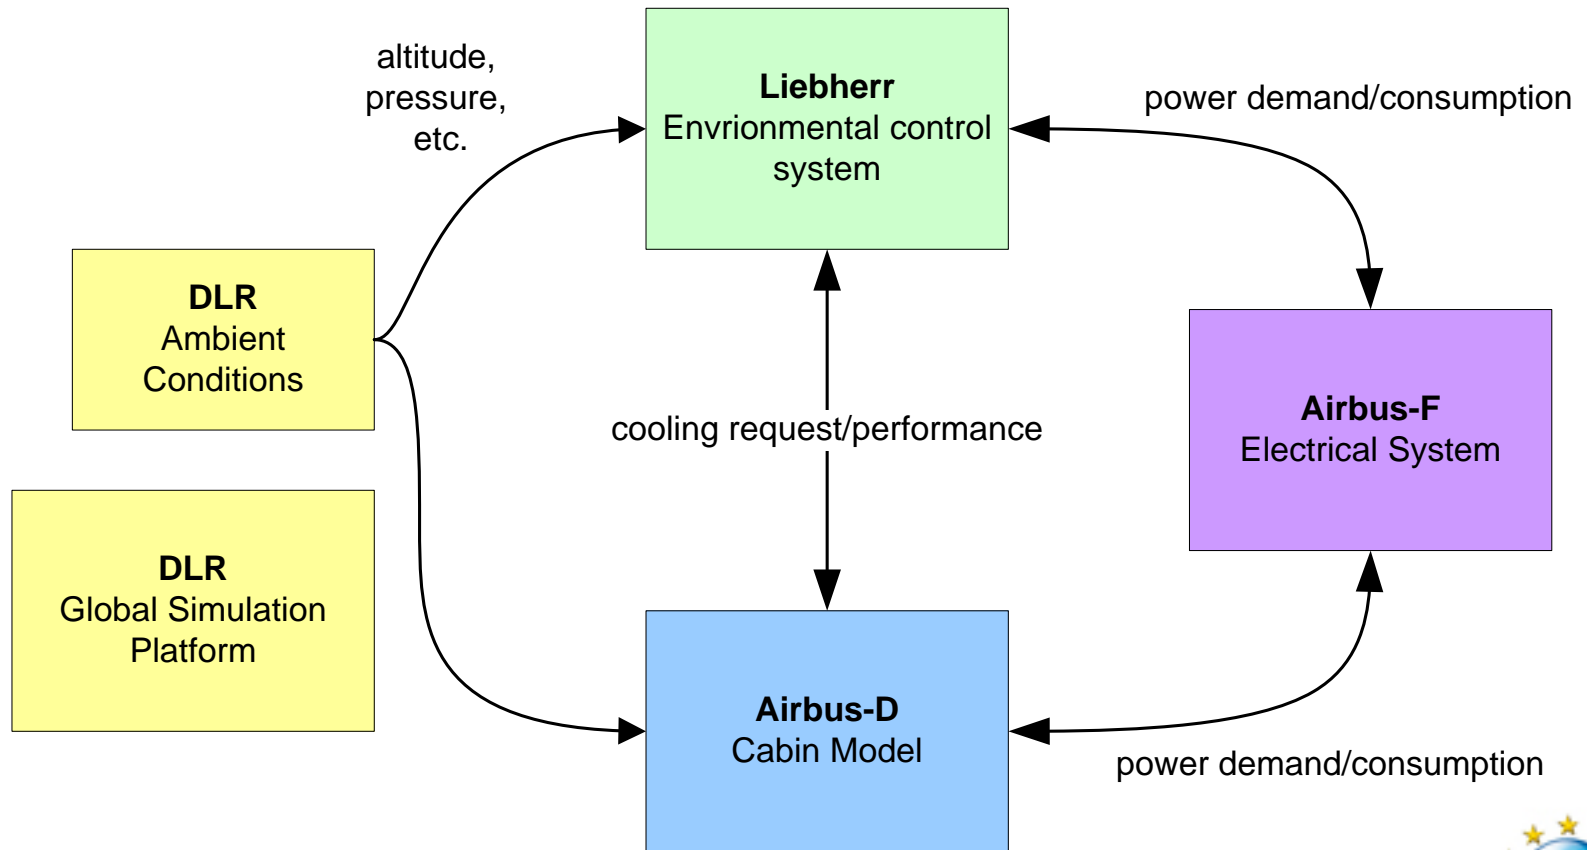 altitude,
pressure,
etc.
Liebherr
Envrionmental control
system
power demand/consumption
DLR
Ambient
Conditions
cooling request/performance
Airbus-F
Electrical System
DLR
Global Simulation
Platform
Airbus-D
Cabin Model
power demand/consumption